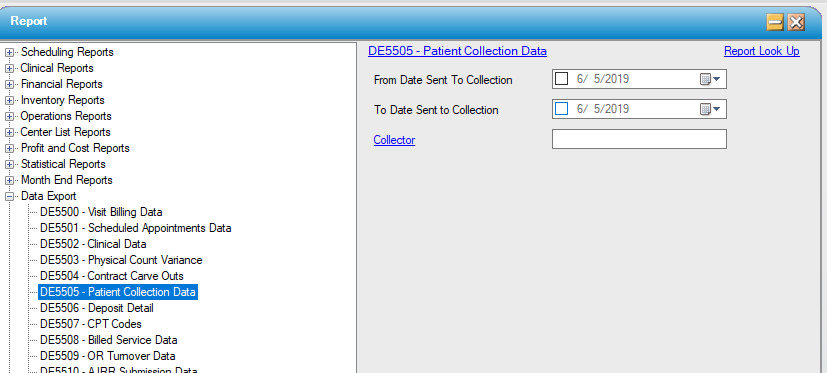 Report
Scheduling Reports
Clinical Reports
Financial Reports
Inventory Reports
Operations Reports
Center List Reports
Profit and Cost Reports
Statistical Reports
Month End Reports
Data Export
DE5500 - Visit Billing Data
DE5501 - Scheduled Appointments Data
DE5502 - Clinical Data
DE5503 - Physical Count Variance
DE5504 - Contract Carve Outs
DE5505 - Patient Collection Data
DE5506 - Deposit Detail
DE5507 - CPT Codes
DE5508 - Billed Service Data
DE5509 - OR Turnover Data
DE5510 - AJRR Submission Data
DE5505 - Patient Collection Data
Report Look Up
From Date Sent To Collection 6/ 5/2019
To Date Sent to Collection 6/ 5/2019
Collector